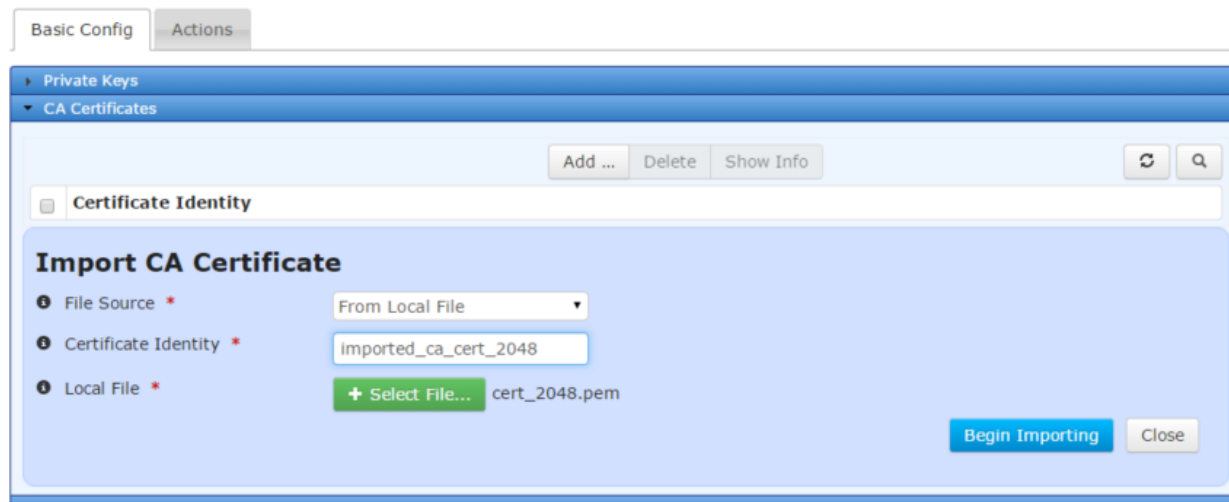 Basic Config Actions
Private Keys
CA Certificates
Add ... Delete Show Info
Certificate Identity
Import CA Certificate
File Source * From Local File
Certificate Identity * imported_ca_cert_2048
Local File * + Select File... cert_2048.pem
Begin Importing Close